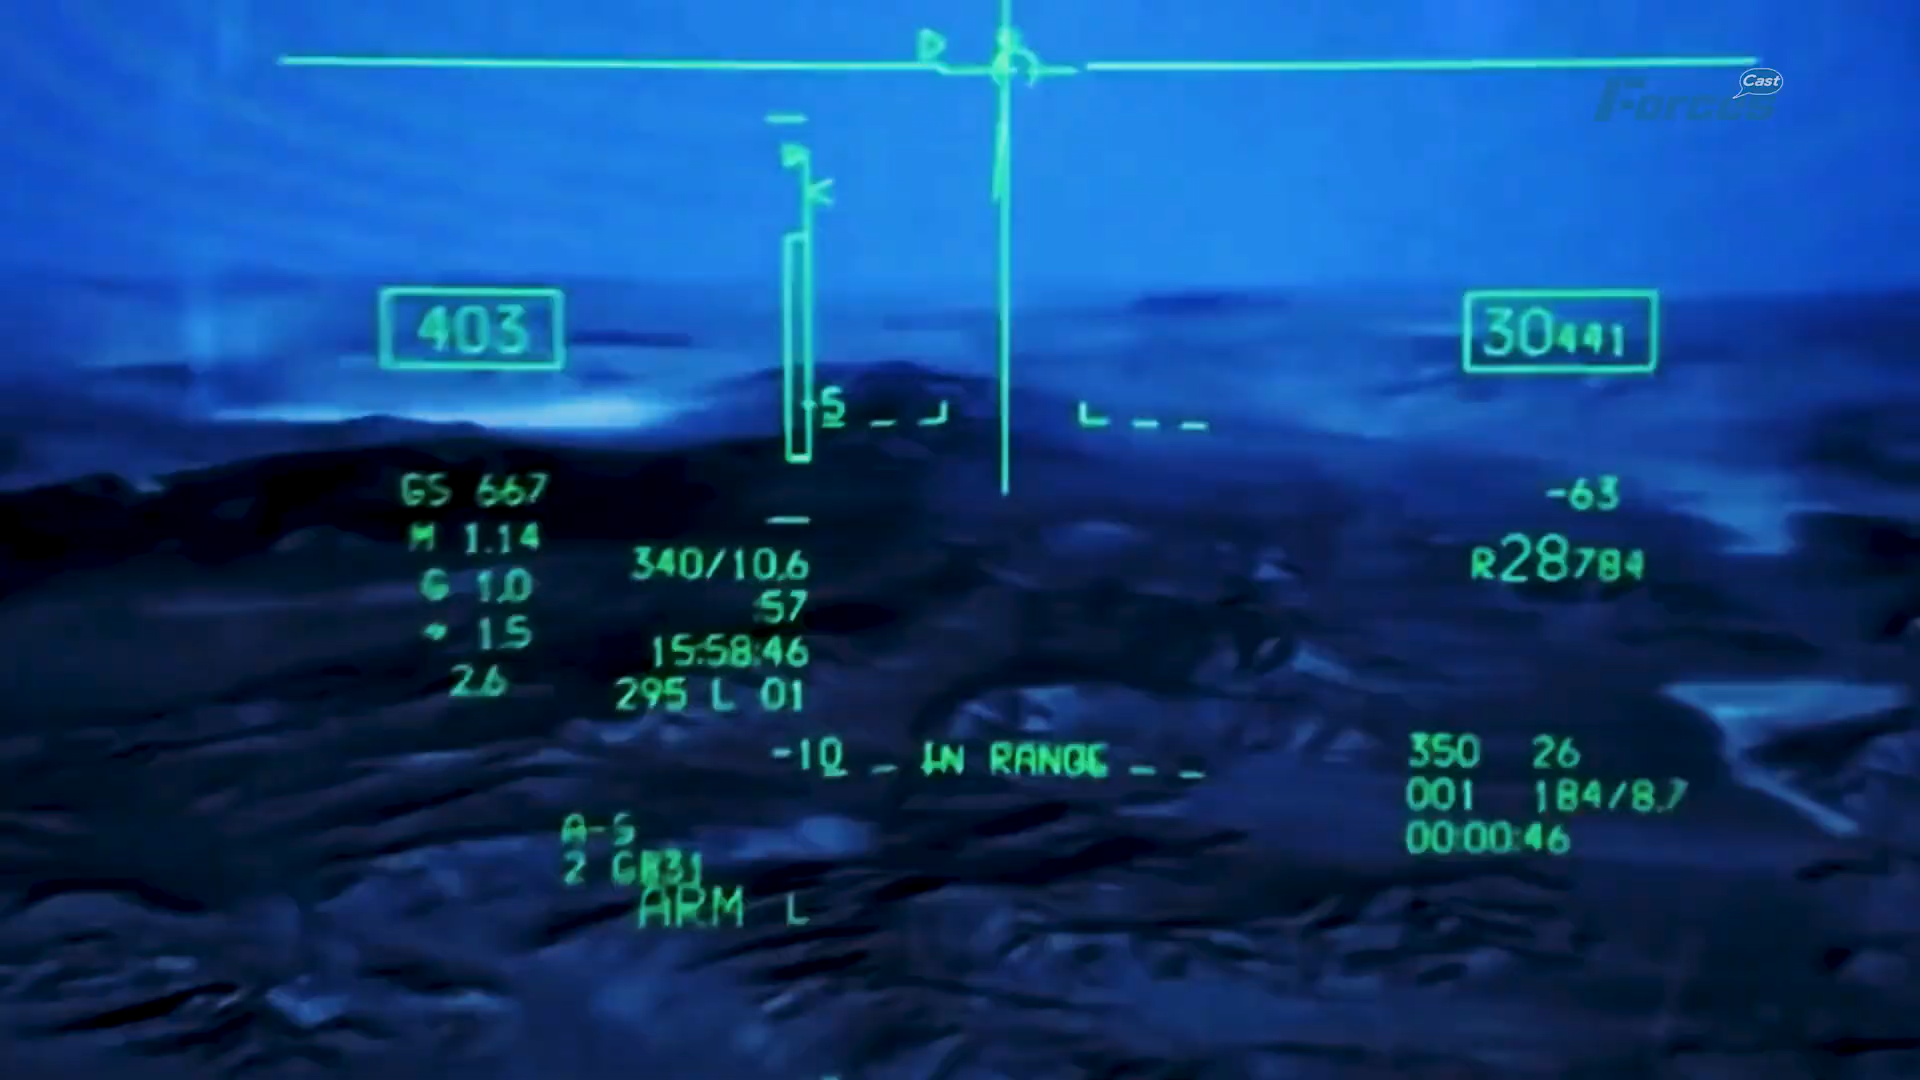 D
Cast
Forces
403
30441
S
GS 667
M 1.14
G 1.0
1.5
2.6
340/10.6
:57
15:58:46
295 L 01
-63
R28784
-10
IN RANGE
350 26
001 184/8.7
00:00:46
A-S
2 GB31
ARM L